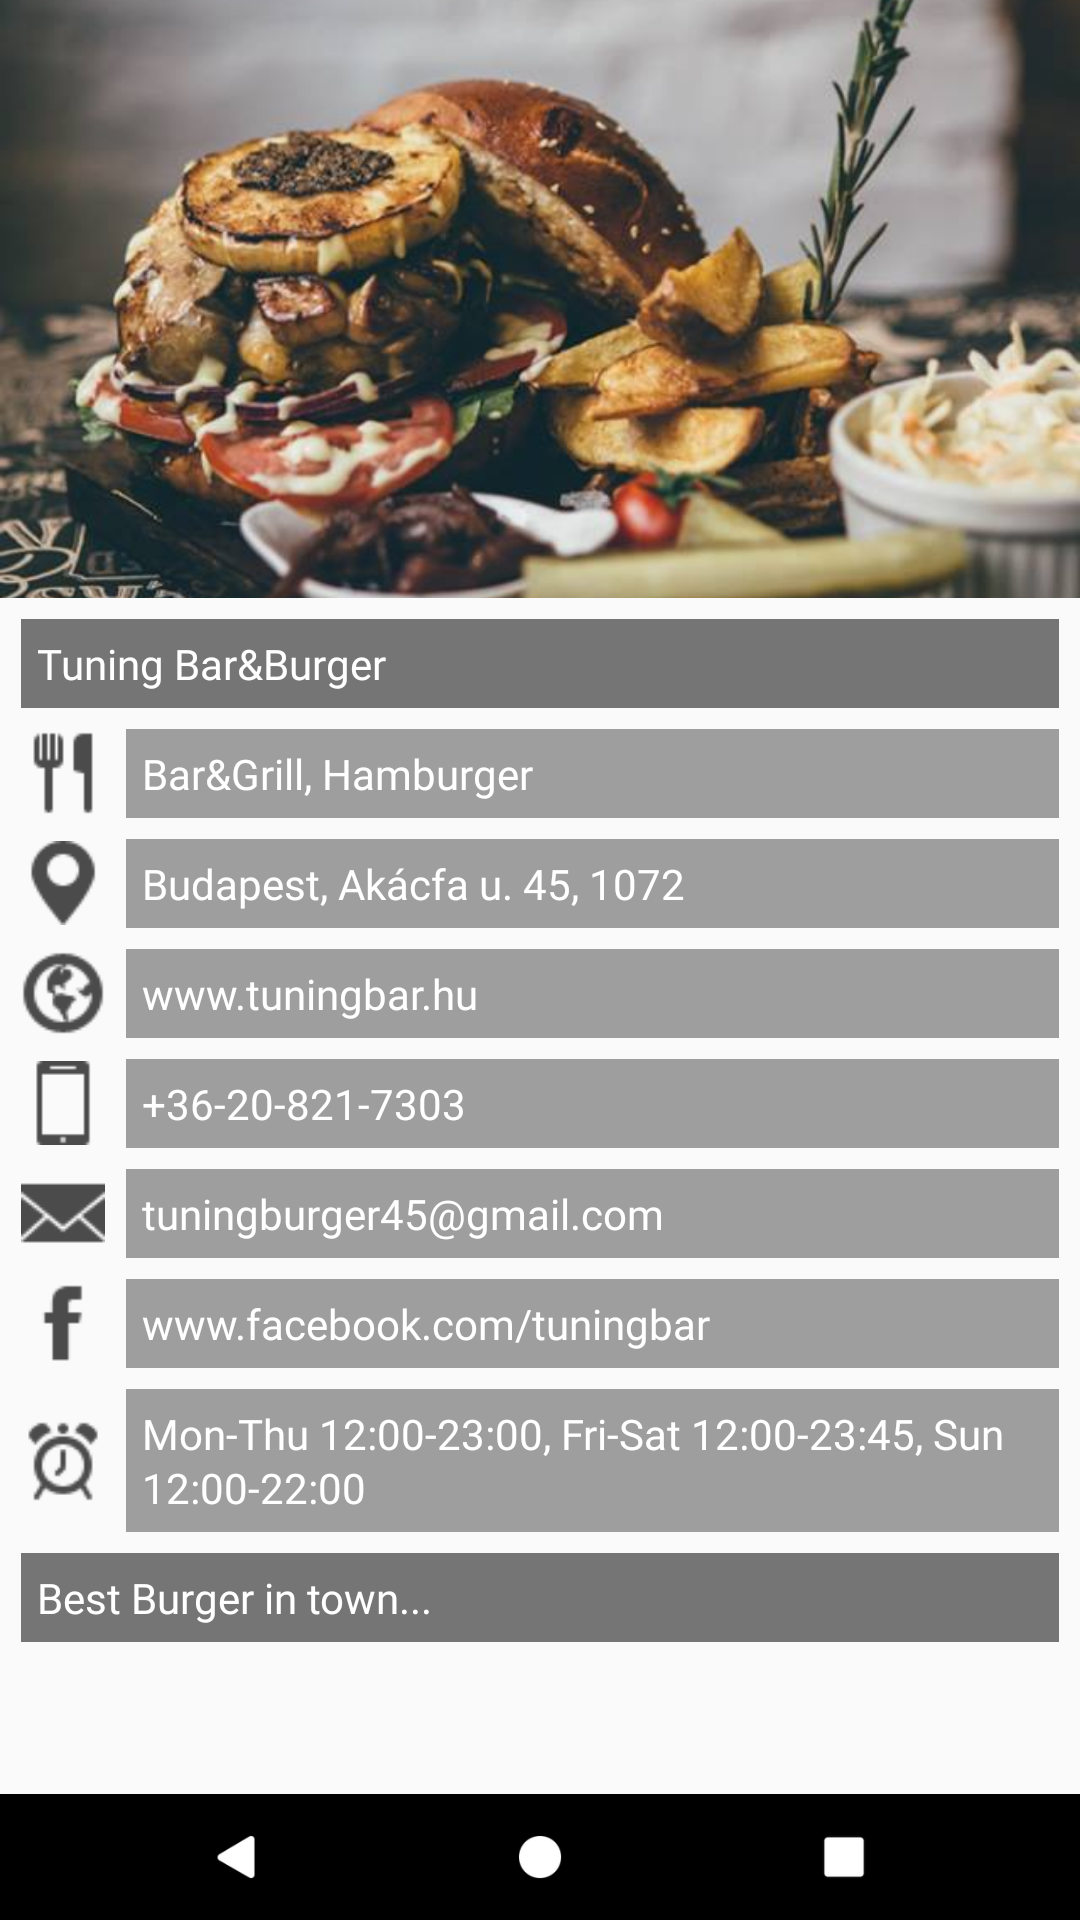 Tuning Bar&Burger
Bar&Grill, Hamburger
Budapest, Akácfa u. 45, 1072
www.tuningbar.hu
+36-20-821-7303
tuningburger45@gmail.com
www.facebook.com/tuningbar
Mon-Thu 12:00-23:00, Fri-Sat 12:00-23:45, Sun
12:00-22:00
Best Burger in town...